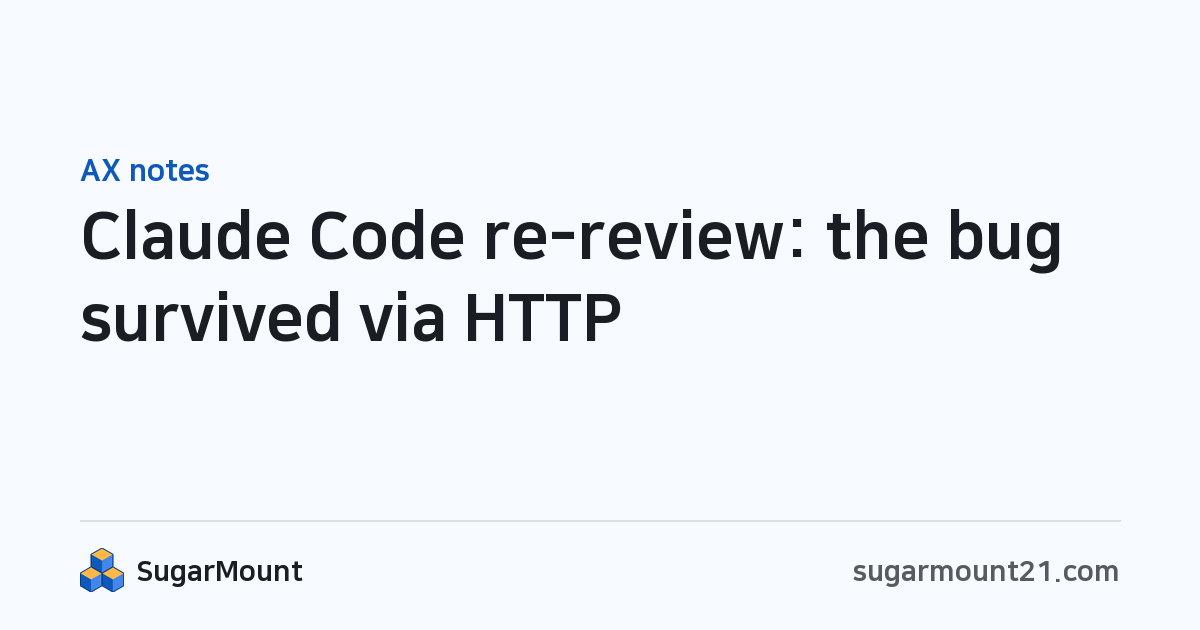 AX notes
Claude Code re-review: the bug
survived via HTTP
SugarMount
sugarmount21.com